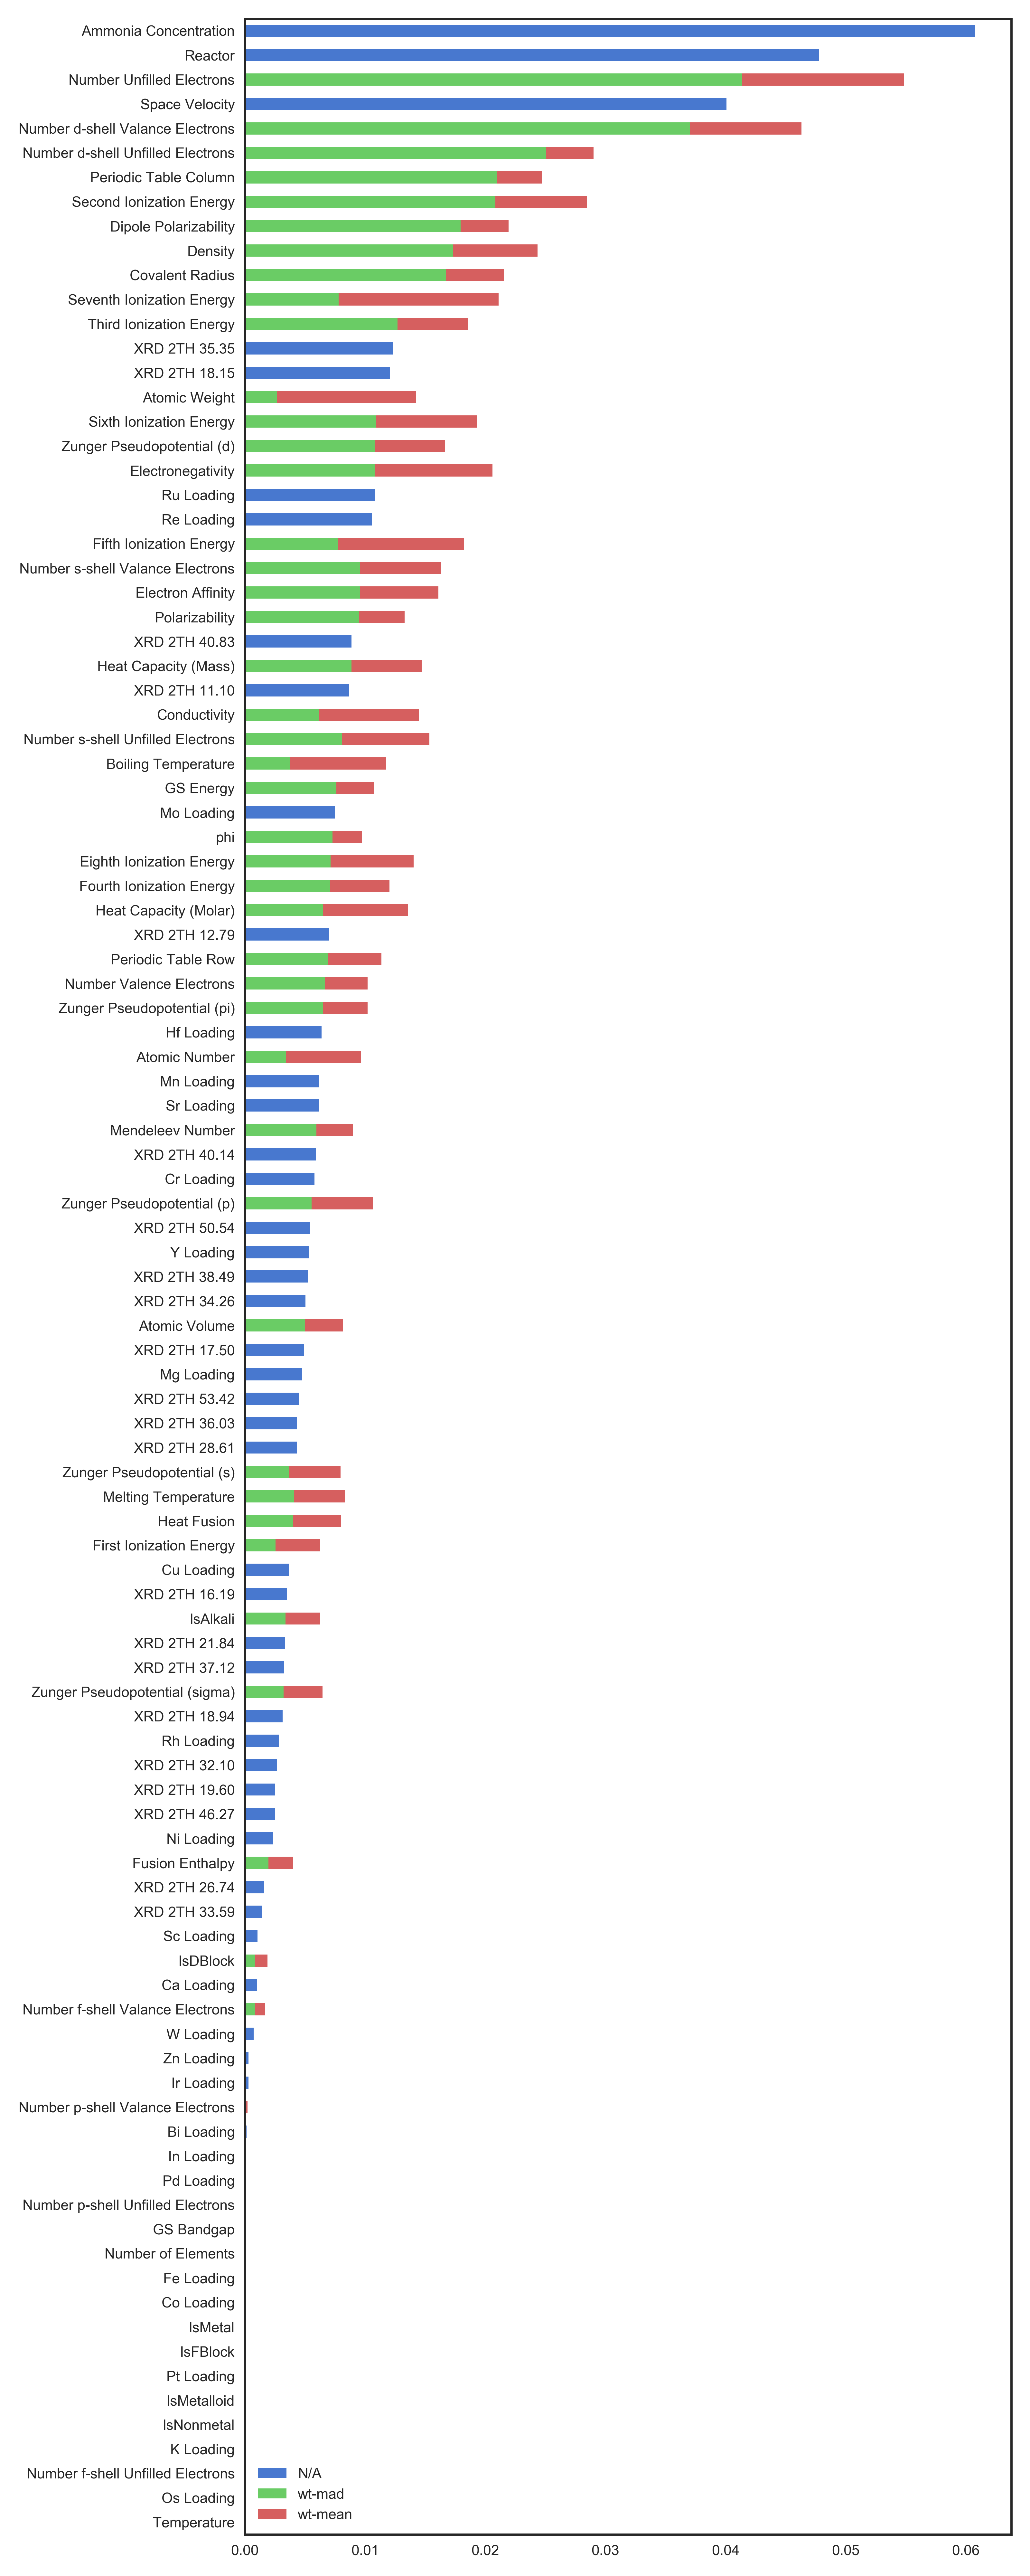 Ammonia Concentration
Reactor
Number Unfilled Electrons
Space Velocity
Number d-shell Valance Electrons
Number d-shell Unfilled Electrons
Periodic Table Column
Second Ionization Energy
Dipole Polarizability
Density
Covalent Radius
Seventh Ionization Energy
Third Ionization Energy
XRD 2TH 35.35
XRD 2TH 18.15
Atomic Weight
Sixth Ionization Energy
Zunger Pseudopotential (d)
Electronegativity
Ru Loading
Re Loading
Fifth Ionization Energy
Number s-shell Valance Electrons
Electron Affinity
Polarizability
XRD 2TH 40.83
Heat Capacity (Mass)
XRD 2TH 11.10
Conductivity
Number s-shell Unfilled Electrons
Boiling Temperature
GS Energy
Mo Loading
phi
Eighth Ionization Energy
Fourth Ionization Energy
Heat Capacity (Molar)
XRD 2TH 12.79
Periodic Table Row
Number Valence Electrons
Zunger Pseudopotential (pi)
Hf Loading
Atomic Number
Mn Loading
Sr Loading
Mendeleev Number
XRD 2TH 40.14
Cr Loading
Zunger Pseudopotential (p)
XRD 2TH 50.54
Y Loading
XRD 2TH 38.49
XRD 2TH 34.26
Atomic Volume
XRD 2TH 17.50
Mg Loading
XRD 2TH 53.42
XRD 2TH 36.03
XRD 2TH 28.61
Zunger Pseudopotential (s)
Melting Temperature
Heat Fusion
First Ionization Energy
Cu Loading
XRD 2TH 16.19
IsAlkali
XRD 2TH 21.84
XRD 2TH 37.12
Zunger Pseudopotential (sigma)
XRD 2TH 18.94
Rh Loading
XRD 2TH 32.10
XRD 2TH 19.60
XRD 2TH 46.27
Ni Loading
Fusion Enthalpy
XRD 2TH 26.74
XRD 2TH 33.59
Sc Loading
IsDBlock
Ca Loading
Number f-shell Valance Electrons
W Loading
Zn Loading
Ir Loading
Number p-shell Valance Electrons
Bi Loading
In Loading
Pd Loading
Number p-shell Unfilled Electrons
GS Bandgap
Number of Elements
Fe Loading
Co Loading
IsMetal
IsFBlock
Pt Loading
IsMetalloid
IsNonmetal
K Loading
Number f-shell Unfilled Electrons
Os Loading
Temperature
N/A
wt-mad
wt-mean
0.00 0.01 0.02 0.03 0.04 0.05 0.06